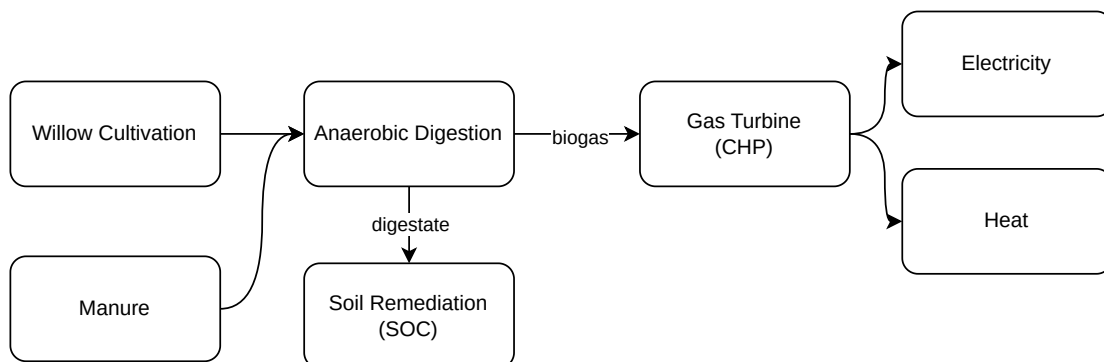 Electricity
Willow Cultivation
Anaerobic Digestion
biogas
Gas Turbine
(CHP)
digestate
Heat
Manure
Soil Remediation
(SOC)